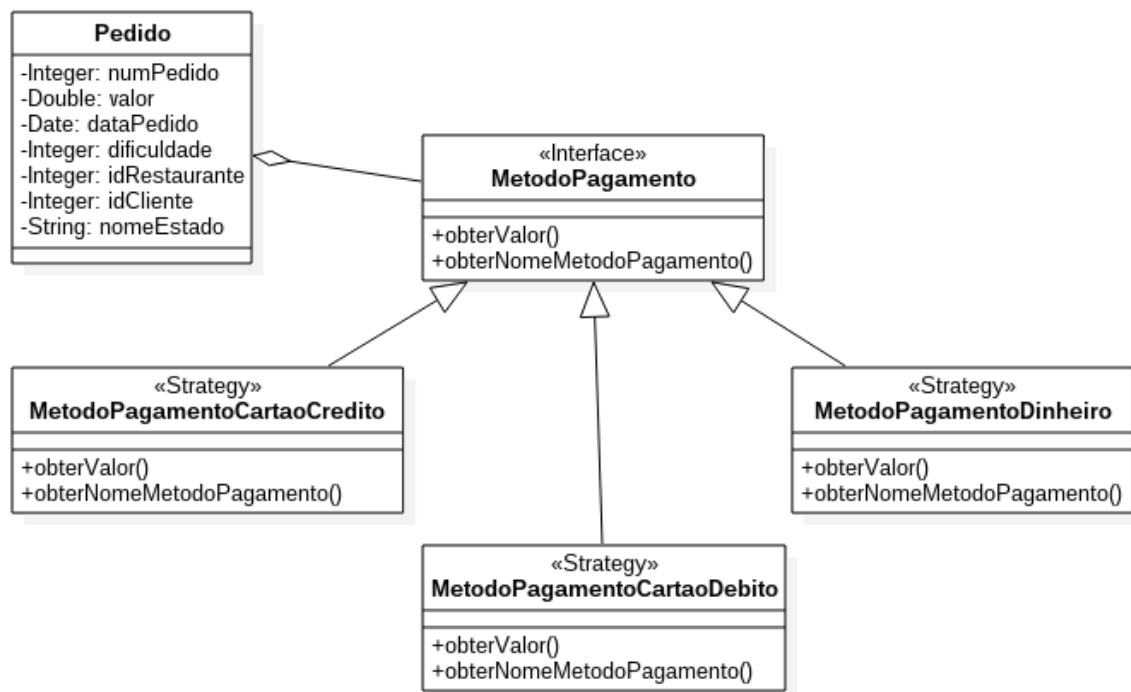 Pedido
-Integer: numPedido
-Double: valor
-Date: dataPedido
-Integer: dificuldade
-Integer: idRestaurante
-Integer: idCliente
-String: nomeEstado
«Interface»
MetodoPagamento
+obterValor()
+obterNomeMetodoPagamento()
«Strategy»
MetodoPagamentoCartaoCredito
+obterValor()
+obterNomeMetodoPagamento()
«Strategy»
MetodoPagamentoDinheiro
+obterValor()
+obterNomeMetodoPagamento()
«Strategy»
MetodoPagamentoCartaoDebito
+obterValor()
+obterNomeMetodoPagamento()